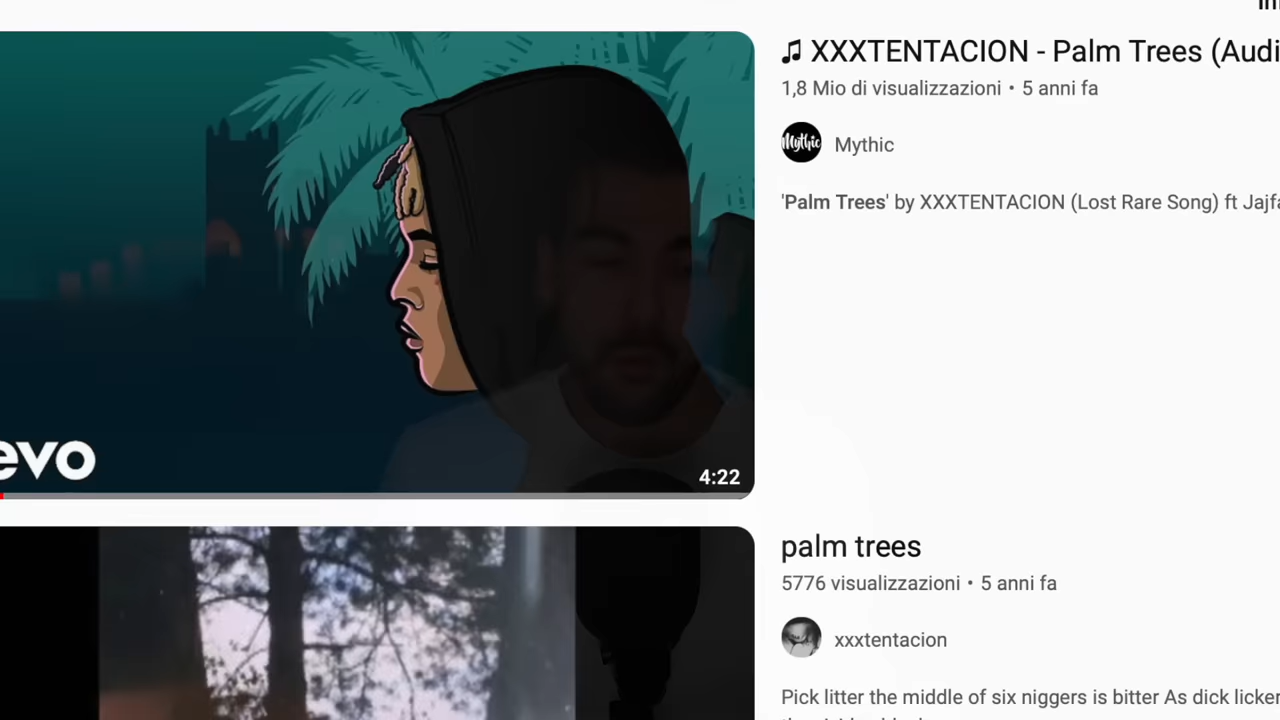 ♫ XXXTENTACION - Palm Trees (Audi
1,8 Mio di visualizzazioni • 5 anni fa
Mythic
Mythic
'Palm Trees' by XXXTENTACION (Lost Rare Song) ft Jajfa
evo
4:22
palm trees
5776 visualizzazioni • 5 anni fa
xxxtentacion
Pick litter the middle of six niggers is bitter As dick licker